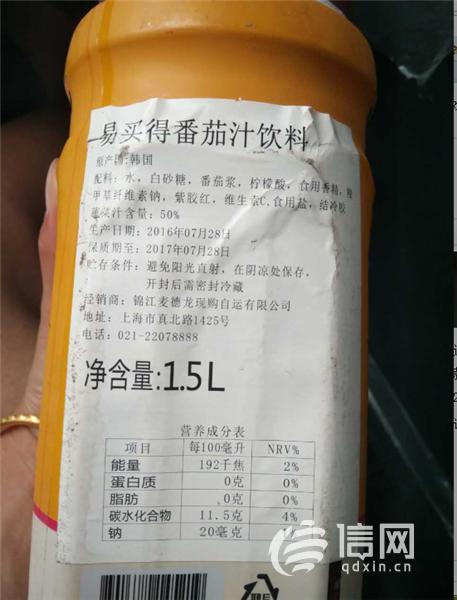 易买得番茄汁饮料
原产国:韩国
配料: 水, 白砂糖, 番茄浆, 柠檬酸, 食用香精, 羧
甲基纤维素钠, 紫胶红, 维生素C,食用盐, 结冷胶
蔬菜汁含量: 50%
生产日期: 2016年07月28日
保质期至: 2017年07月28日
贮存条件: 避免阳光直射, 在阴凉处保存,
开封后需密封冷藏
经销商: 锦江麦德龙现购自运有限公司
地址: 上海市真北路1425号
电话: 021-22078888
净含量:1.5L
营养成分表
项目 每100毫升 NRV%
能量 192千焦 2%
蛋白质 0克 0%
脂肪 0克 0%
碳水化合物 11.5克 4%
钠 20毫克
信网
qdxin.cn